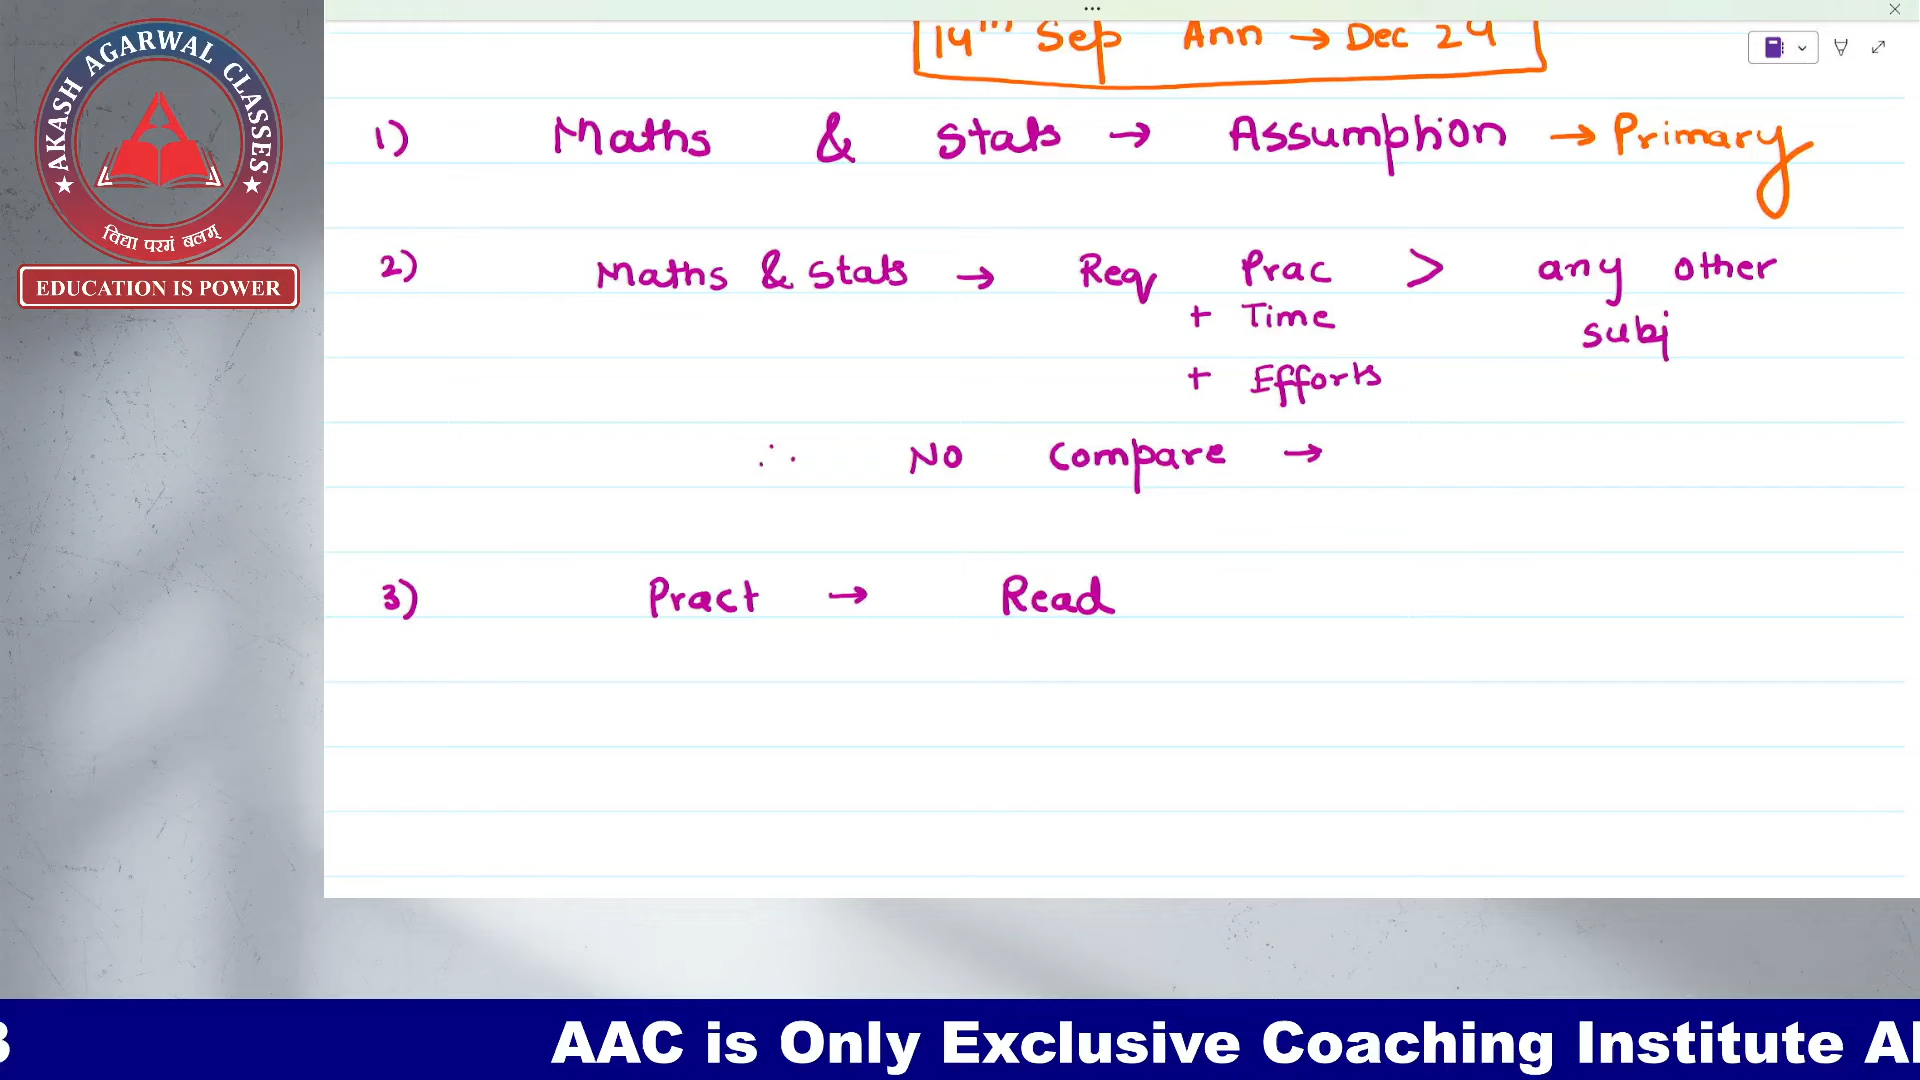 AKASH AGARWAL CLASSES
विद्या परमं बलम्
EDUCATION IS POWER
14th Sep Ann → Dec 24
1) Maths & Stats → Assumption → Primary
2) Maths & Stats → Req Prac > any other
+ Time subj
+ Efforts
∴ No Compare →
3) Pract → Read
3 AAC is Only Exclusive Coaching Institute Al